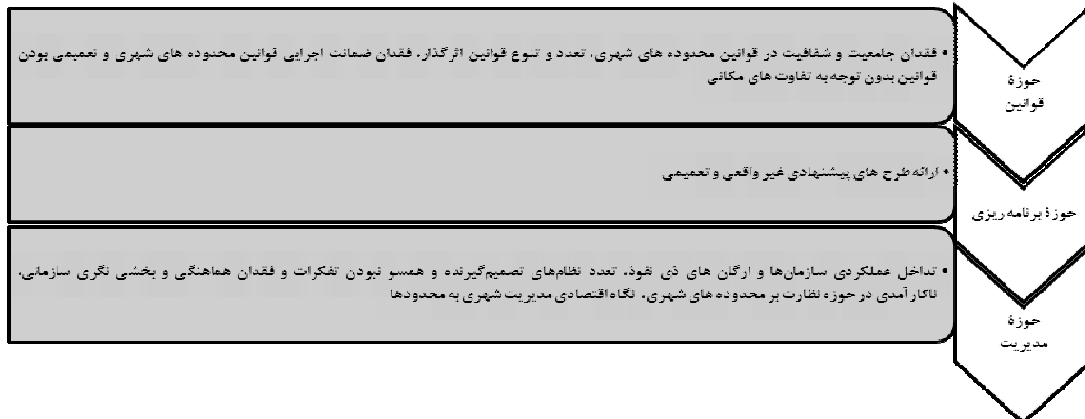 حوزهٔ
قوانین
• فقدان جامعیت و شفافیت در قوانین محدوده های شهری، تعدد و تنوع قوانین اثرگذار، فقدان ضمانت اجرایی قوانین محدوده های شهری و تعمیمی بودن
قوانین بدون توجه به تفاوت های مکانی
حوزهٔ برنامه ریزی
• ارائه طرح های پیشنهادی غیر واقعی و تعمیمی
حوزهٔ
مدیریت
• تداخل عملکردی سازمان‌ها و ارگان های ذی نفوذ، تعدد نظام‌های تصمیم‌گیرنده و همسو نبودن تفکرات و فقدان هماهنگی و بخشی نگری سازمانی،
ناکارآمدی در حوزه نظارت بر محدوده های شهری، نگاه اقتصادی مدیریت شهری به محدودها